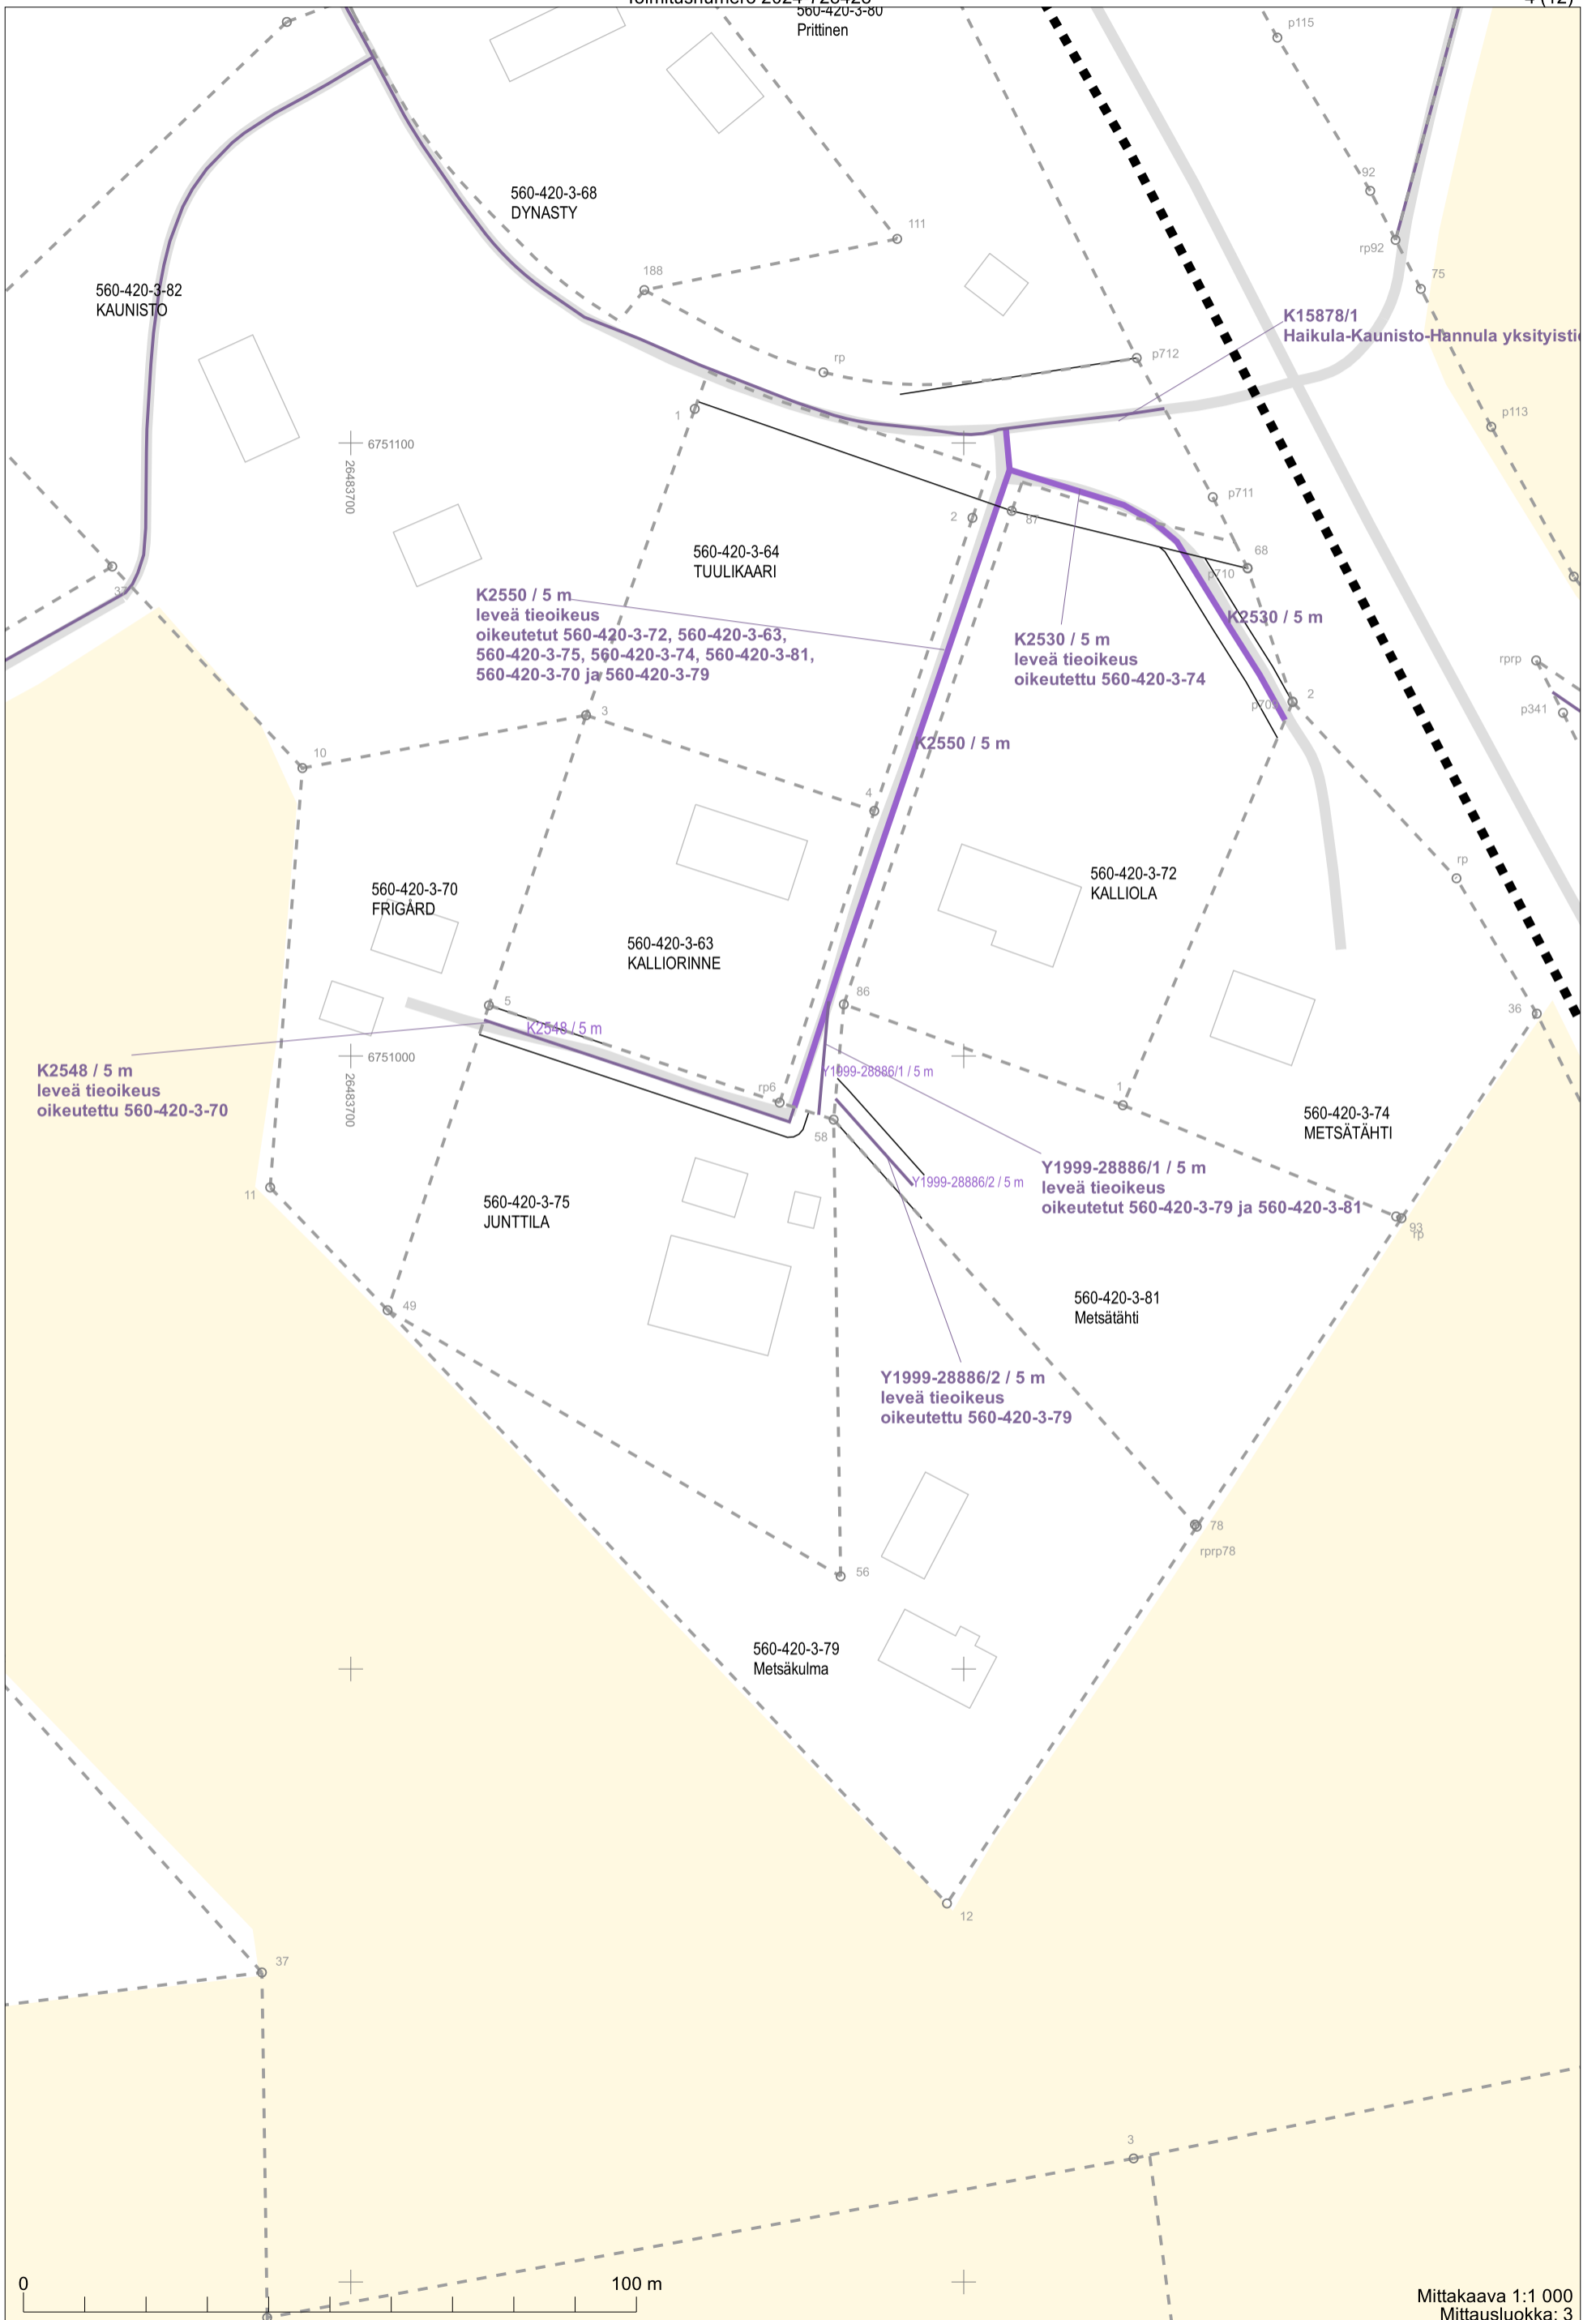 560-420-3-80
Prittinen
p115
92
rp92
75
560-420-3-68
DYNASTY
111
188
560-420-3-82
KAUNISTO
K15878/1
Haikula-Kaunisto-Hannula yksityistie
p712
rp
1
p113
6751100
26483700
2
87
p711
68
p710
560-420-3-64
TUULIKAARI
37
K2550 / 5 m
leveä tieoikeus
oikeutetut 560-420-3-72, 560-420-3-63,
560-420-3-75, 560-420-3-74, 560-420-3-81,
560-420-3-70 ja 560-420-3-79
K2530 / 5 m
K2530 / 5 m
leveä tieoikeus
oikeutettu 560-420-3-74
rprp
p341
2
3
K2550 / 5 m
10
4
rp
560-420-3-72
KALLIOLA
560-420-3-70
FRIGÅRD
560-420-3-63
KALLIORINNE
5
86
36
K2548 / 5 m
6751000
26483700
K2548 / 5 m
leveä tieoikeus
oikeutettu 560-420-3-70
Y1999-28886/1 / 5 m
rp6
1
58
560-420-3-74
METSÄTÄHTI
Y1999-28886/1 / 5 m
leveä tieoikeus
oikeutetut 560-420-3-79 ja 560-420-3-81
Y1999-28886/2 / 5 m
11
560-420-3-75
JUNTTILA
93
rp
560-420-3-81
Metsätähti
49
Y1999-28886/2 / 5 m
leveä tieoikeus
oikeutettu 560-420-3-79
78
rprp78
56
560-420-3-79
Metsäkulma
12
37
3
0
100 m
Mittakaava 1:1 000
Mittausluokka: 3